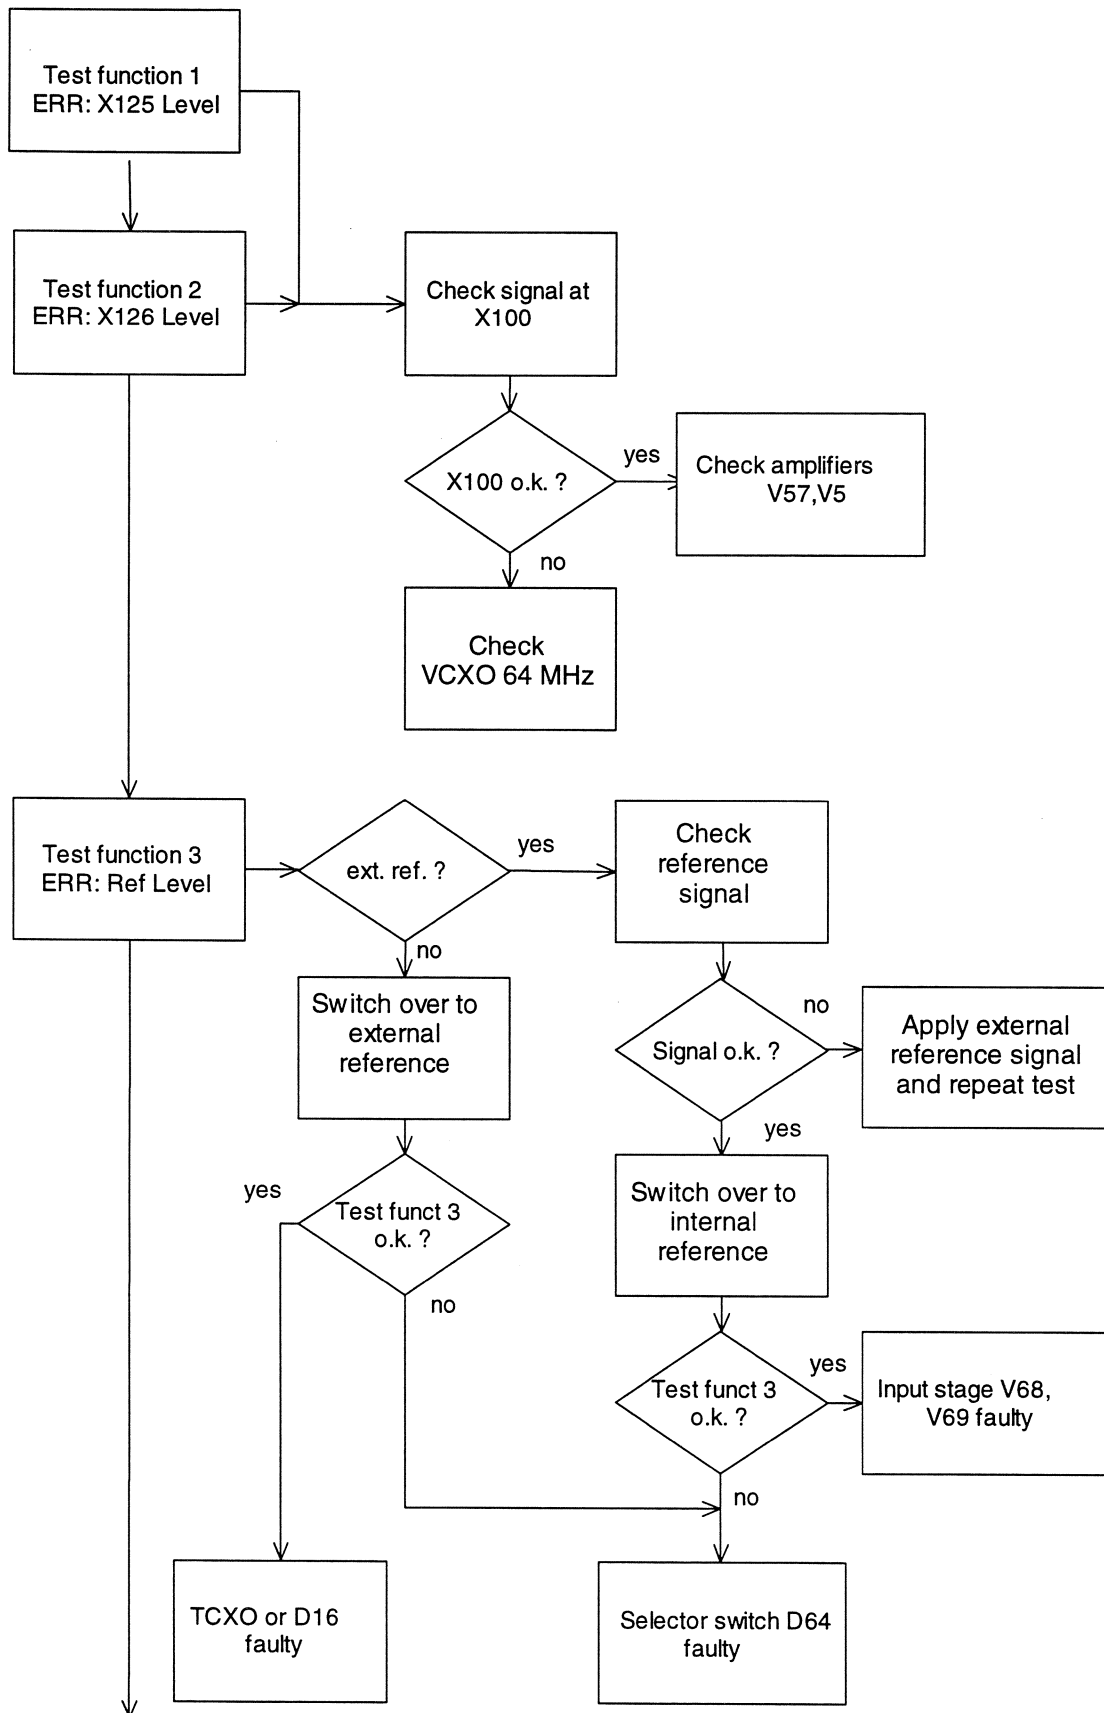 Test function 1
ERR: X125 Level
Test function 2
ERR: X126 Level
Check signal at
X100
X100 o.k. ?
yes
Check amplifiers
V57,V5
no
Check
VCXO 64 MHz
Test function 3
ERR: Ref Level
ext. ref. ?
yes
Check
reference
signal
no
Switch over to
external
reference
Signal o.k. ?
no
Apply external
reference signal
and repeat test
yes
Switch over to
internal
reference
yes
Test funct 3
o.k. ?
no
Test funct 3
o.k. ?
yes
Input stage V68,
V69 faulty
no
TCXO or D16
faulty
Selector switch D64
faulty